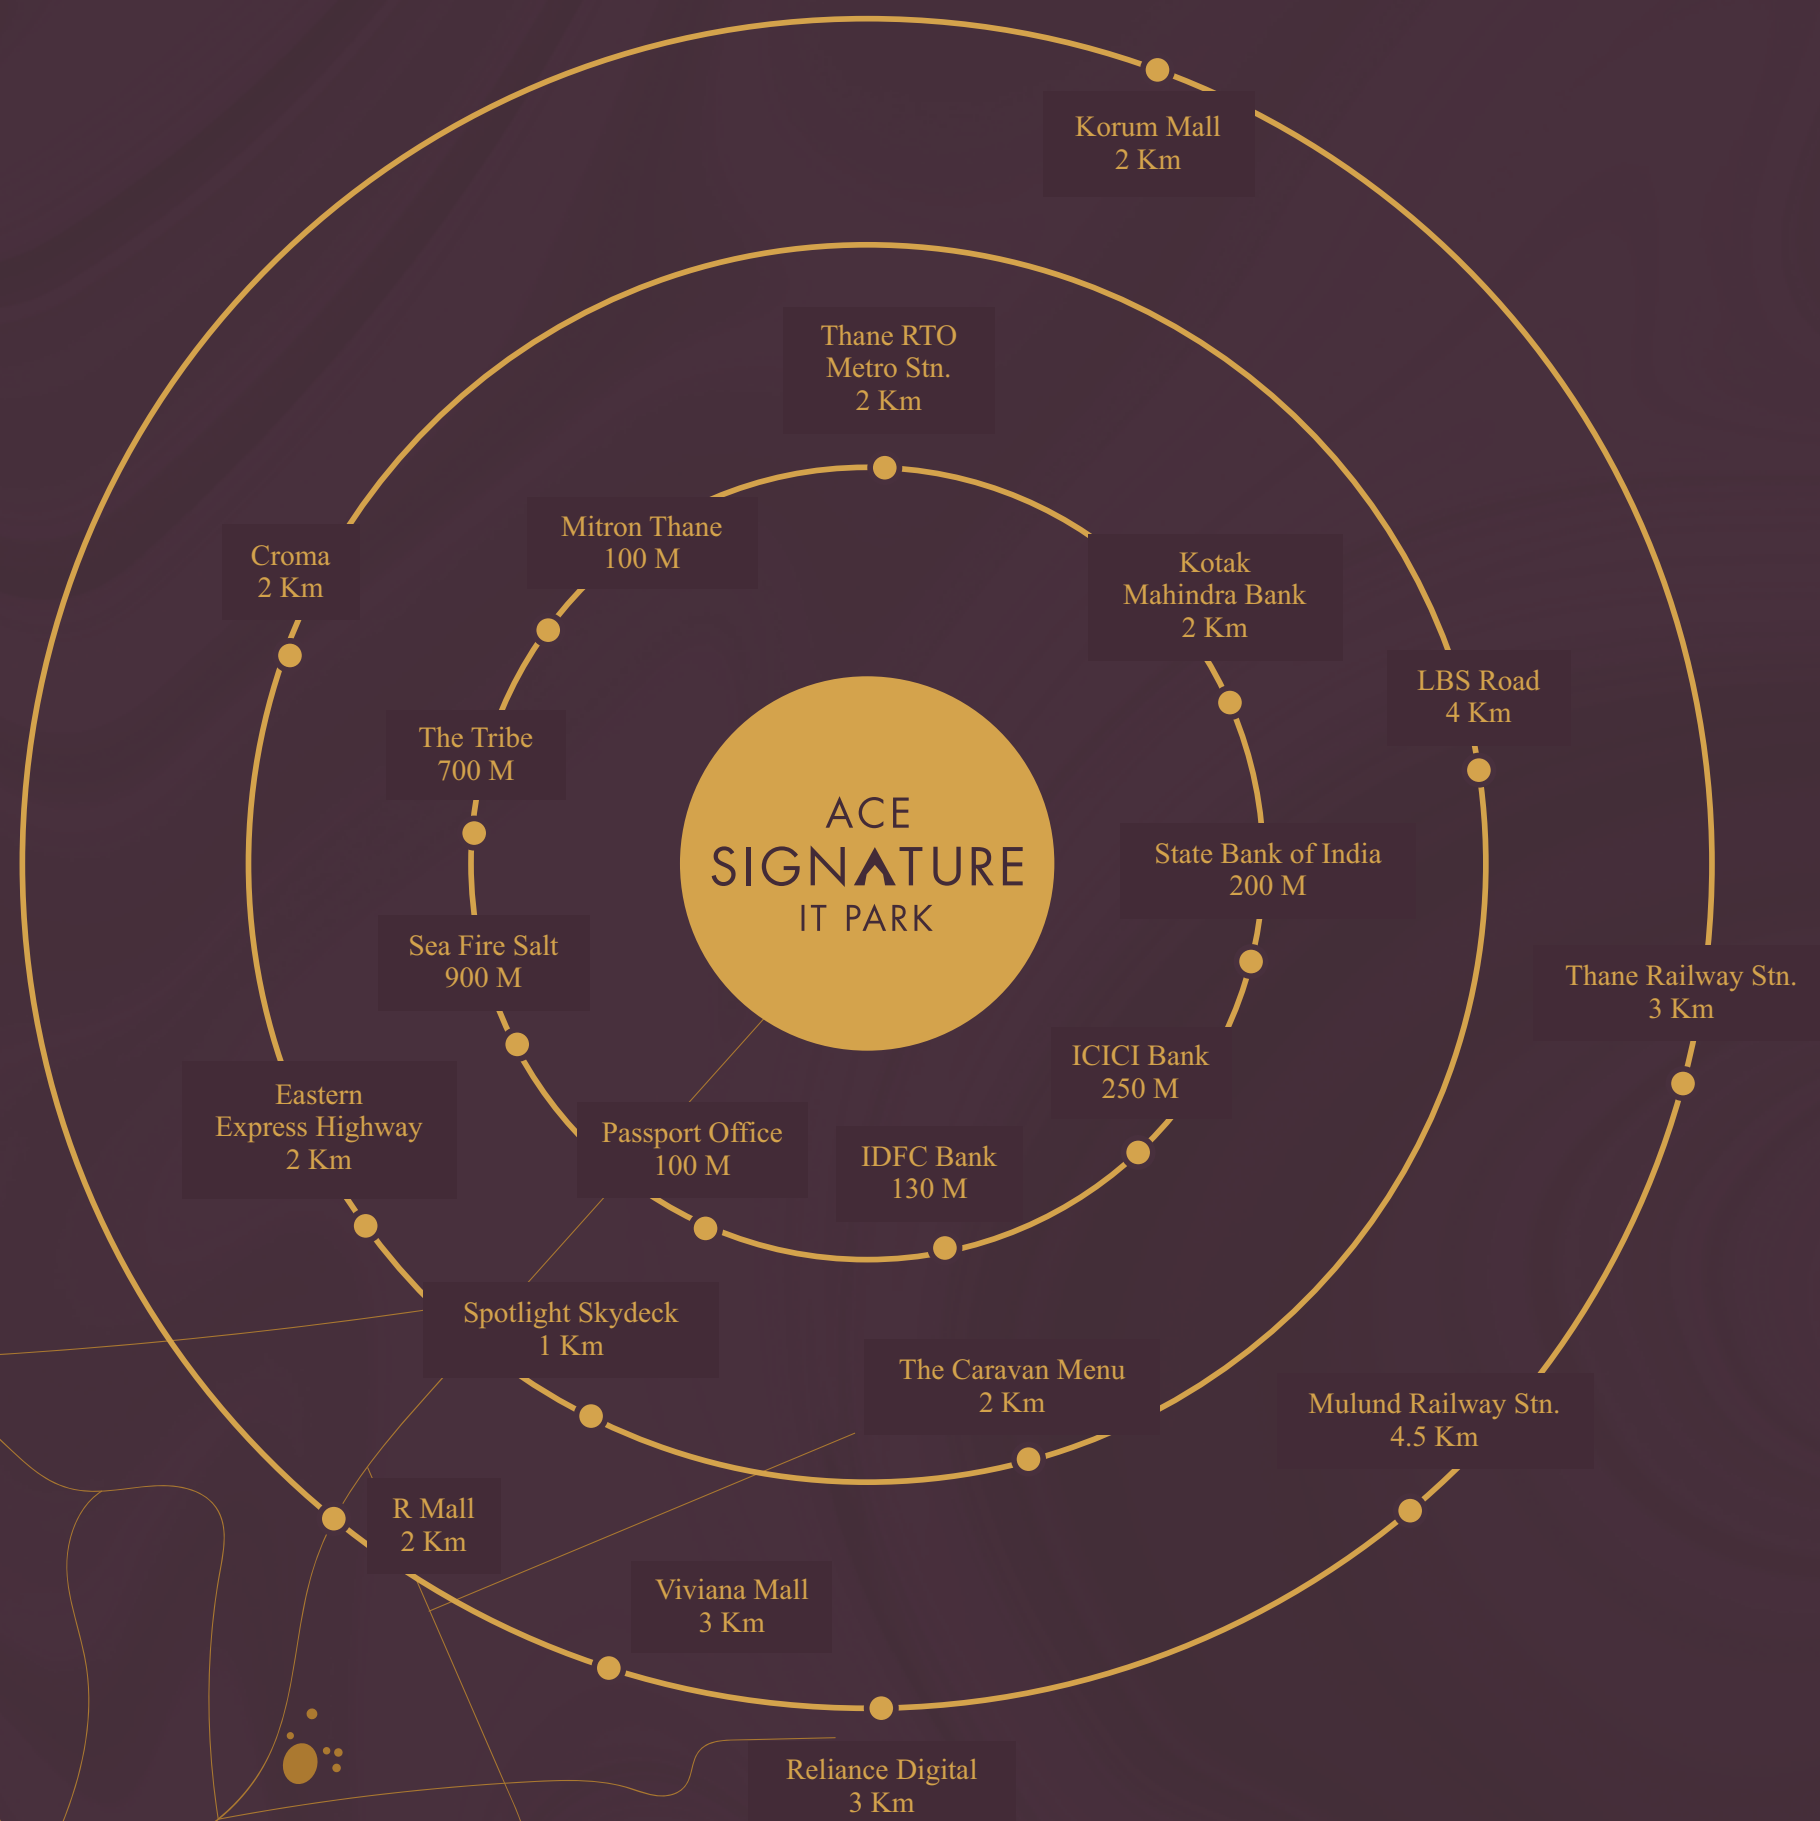 Korum Mall
2 Km
Thane RTO
Metro Stn.
2 Km
Mitron Thane
100 M
Croma
2 Km
Kotak
Mahindra Bank
2 Km
LBS Road
4 Km
The Tribe
700 M
ACE
SIGNATURE
IT PARK
State Bank of India
200 M
Sea Fire Salt
900 M
Thane Railway Stn.
3 Km
ICICI Bank
250 M
Eastern
Express Highway
2 Km
Passport Office
100 M
IDFC Bank
130 M
Spotlight Skydeck
1 Km
The Caravan Menu
2 Km
Mulund Railway Stn.
4.5 Km
R Mall
2 Km
Viviana Mall
3 Km
Reliance Digital
3 Km